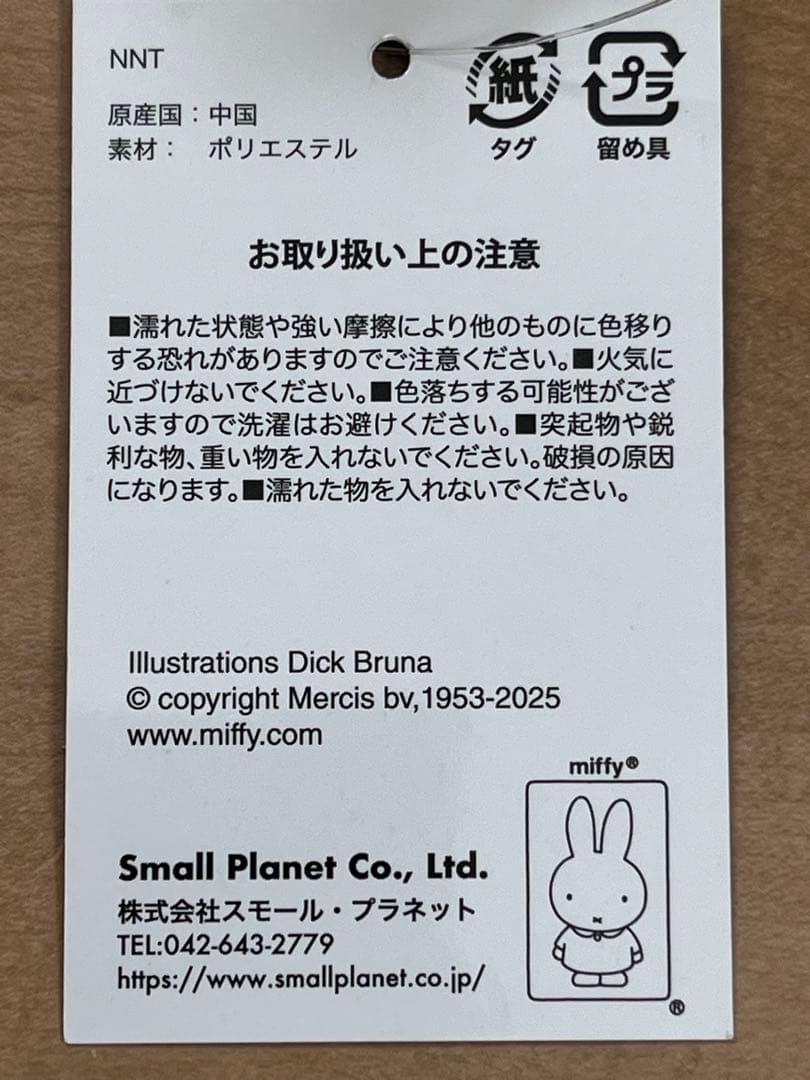 NNT
紙
プラ
原産国：中国
素材： ポリエステル
タグ
留め具
お取り扱い上の注意
■濡れた状態や強い摩擦により他のものに色移り
する恐れがありますのでご注意ください。■火気に
近づけないでください。■色落ちする可能性がござ
いますので洗濯はお避けください。■突起物や鋭
利な物、重い物を入れないでください。破損の原因
になります。■濡れた物を入れないでください。
Illustrations Dick Bruna
© copyright Mercis bv,1953-2025
www.miffy.com
miffy®
Small Planet Co., Ltd.
株式会社スモール・プラネット
TEL:042-643-2779
https://www.smallplanet.co.jp/
®